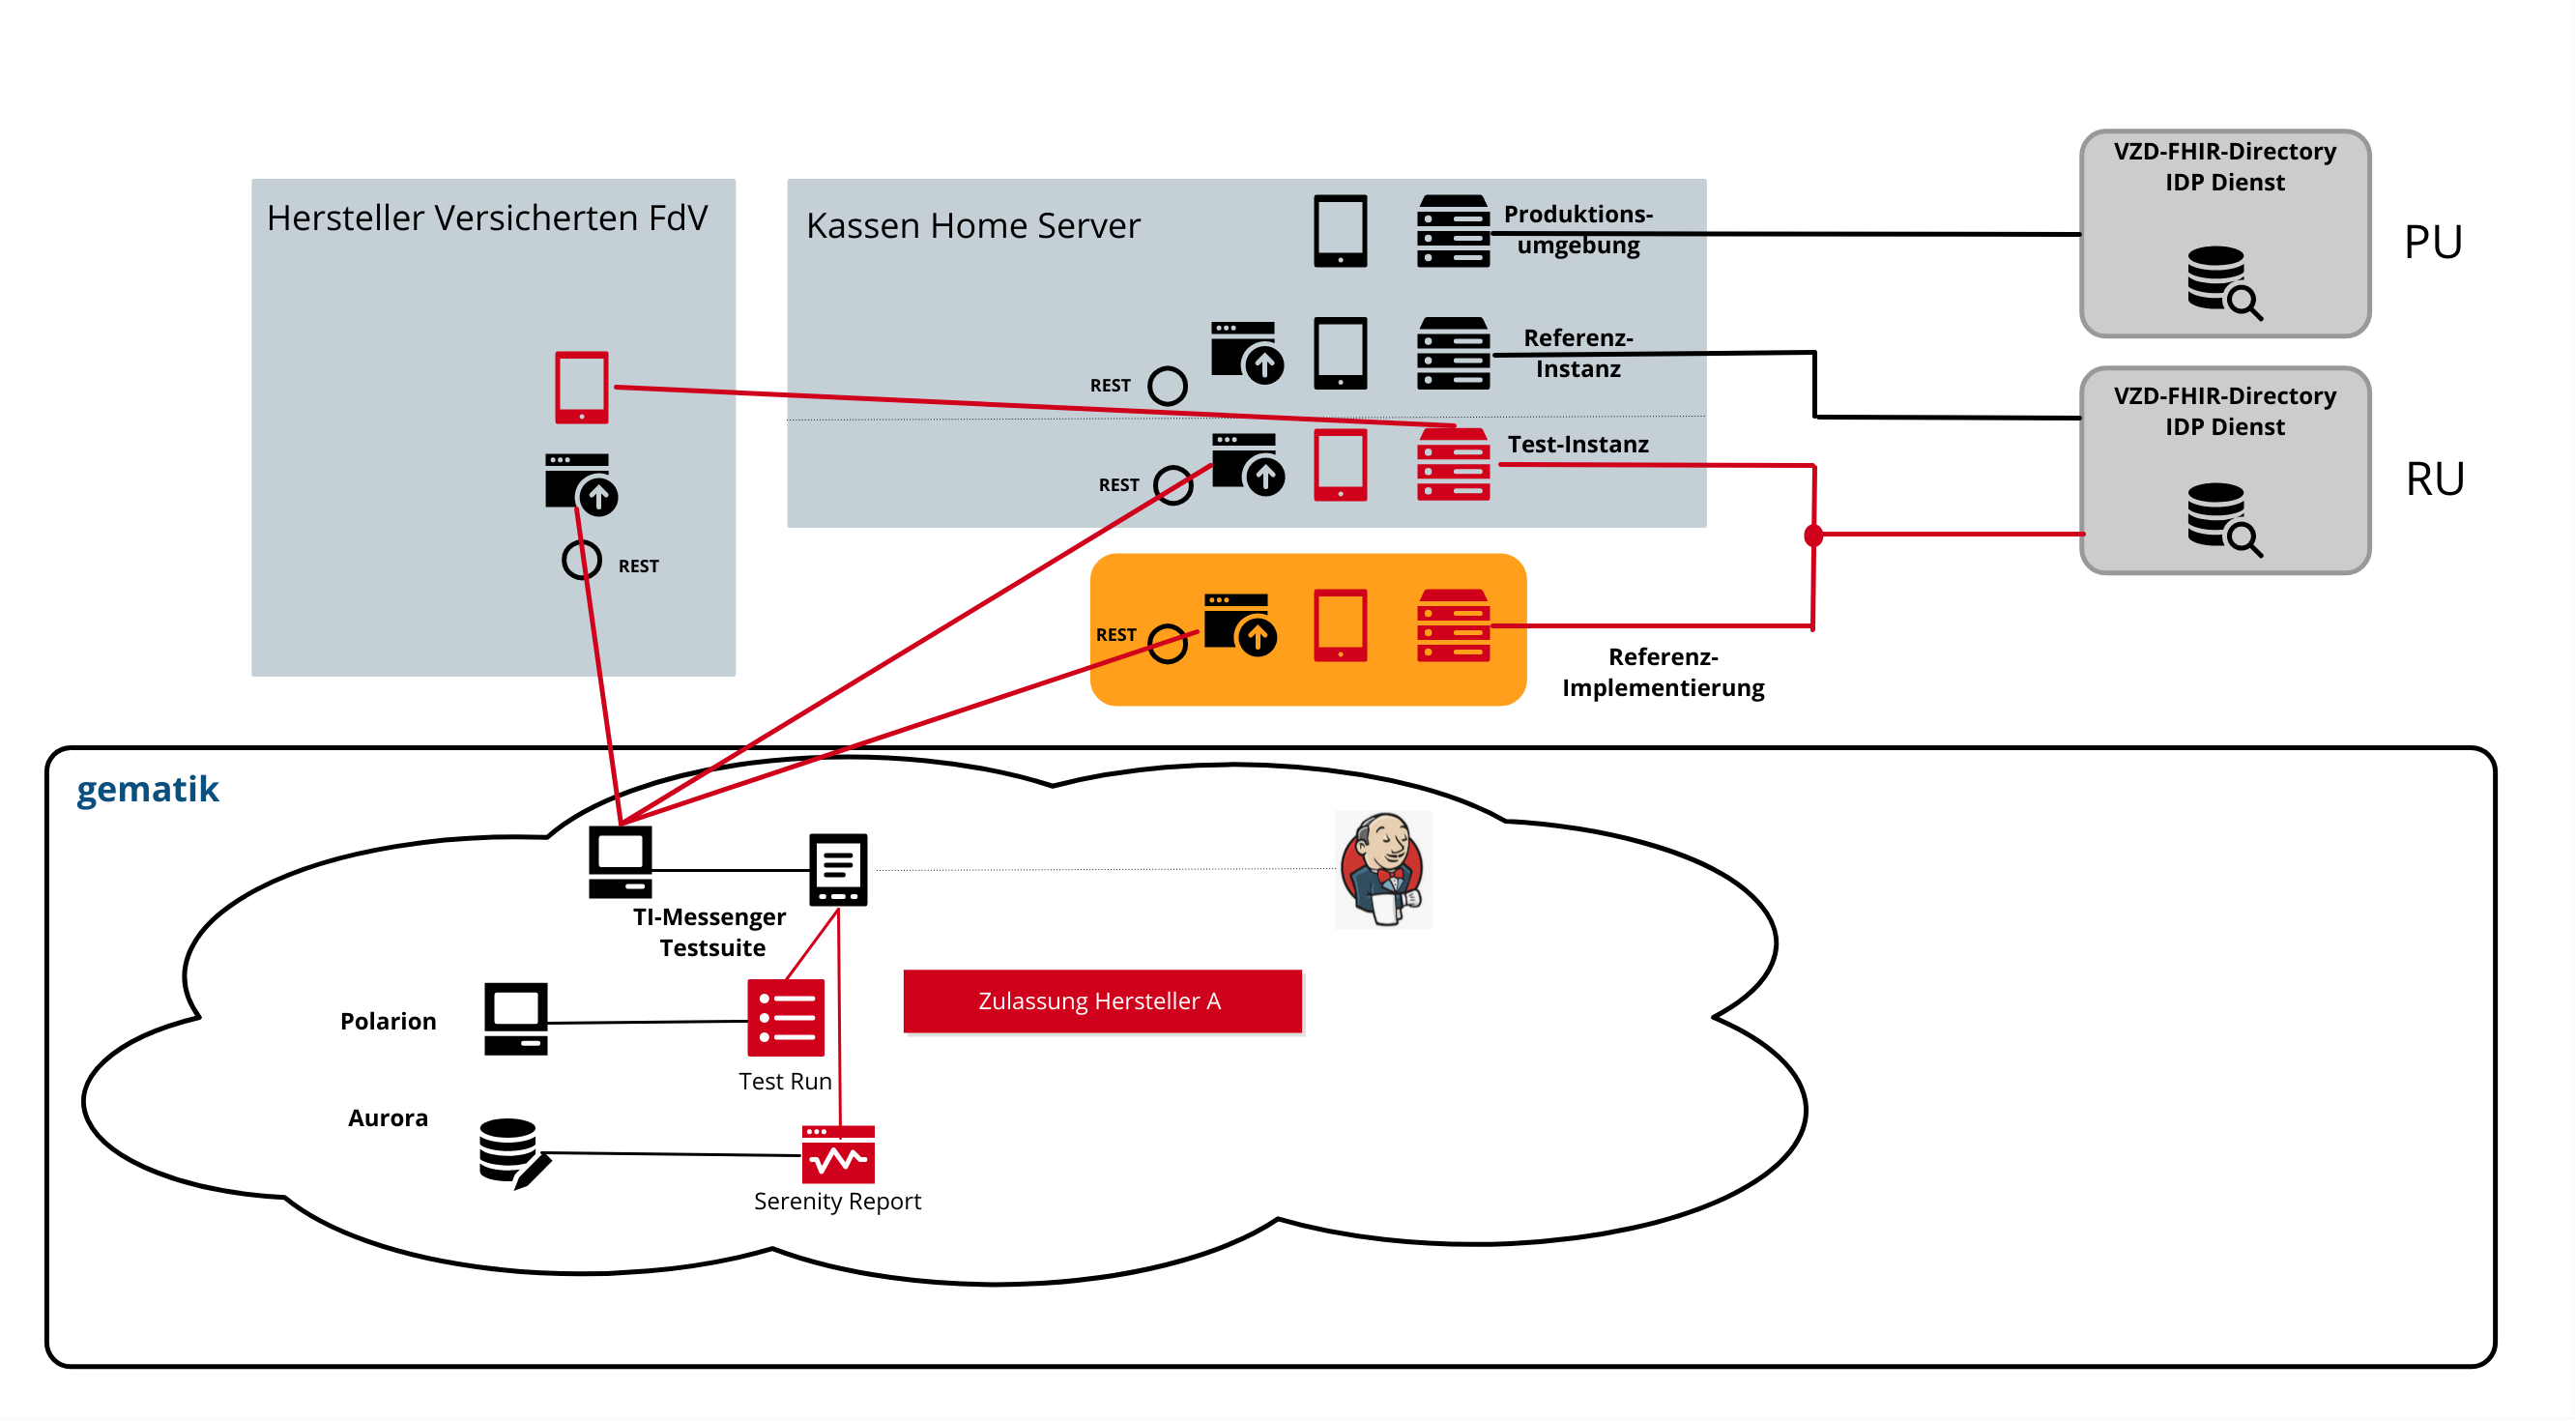 VZD-FHIR-Directory
IDP Dienst
PU
Hersteller Versicherten FdV
Kassen Home Server
Produktions-
umgebung
REST
Referenz-
Instanz
VZD-FHIR-Directory
IDP Dienst
RU
REST
Test-Instanz
REST
REST
Referenz-
Implementierung
gematik
TI-Messenger
Testsuite
Polarion
Test Run
Zulassung Hersteller A
Aurora
Serenity Report